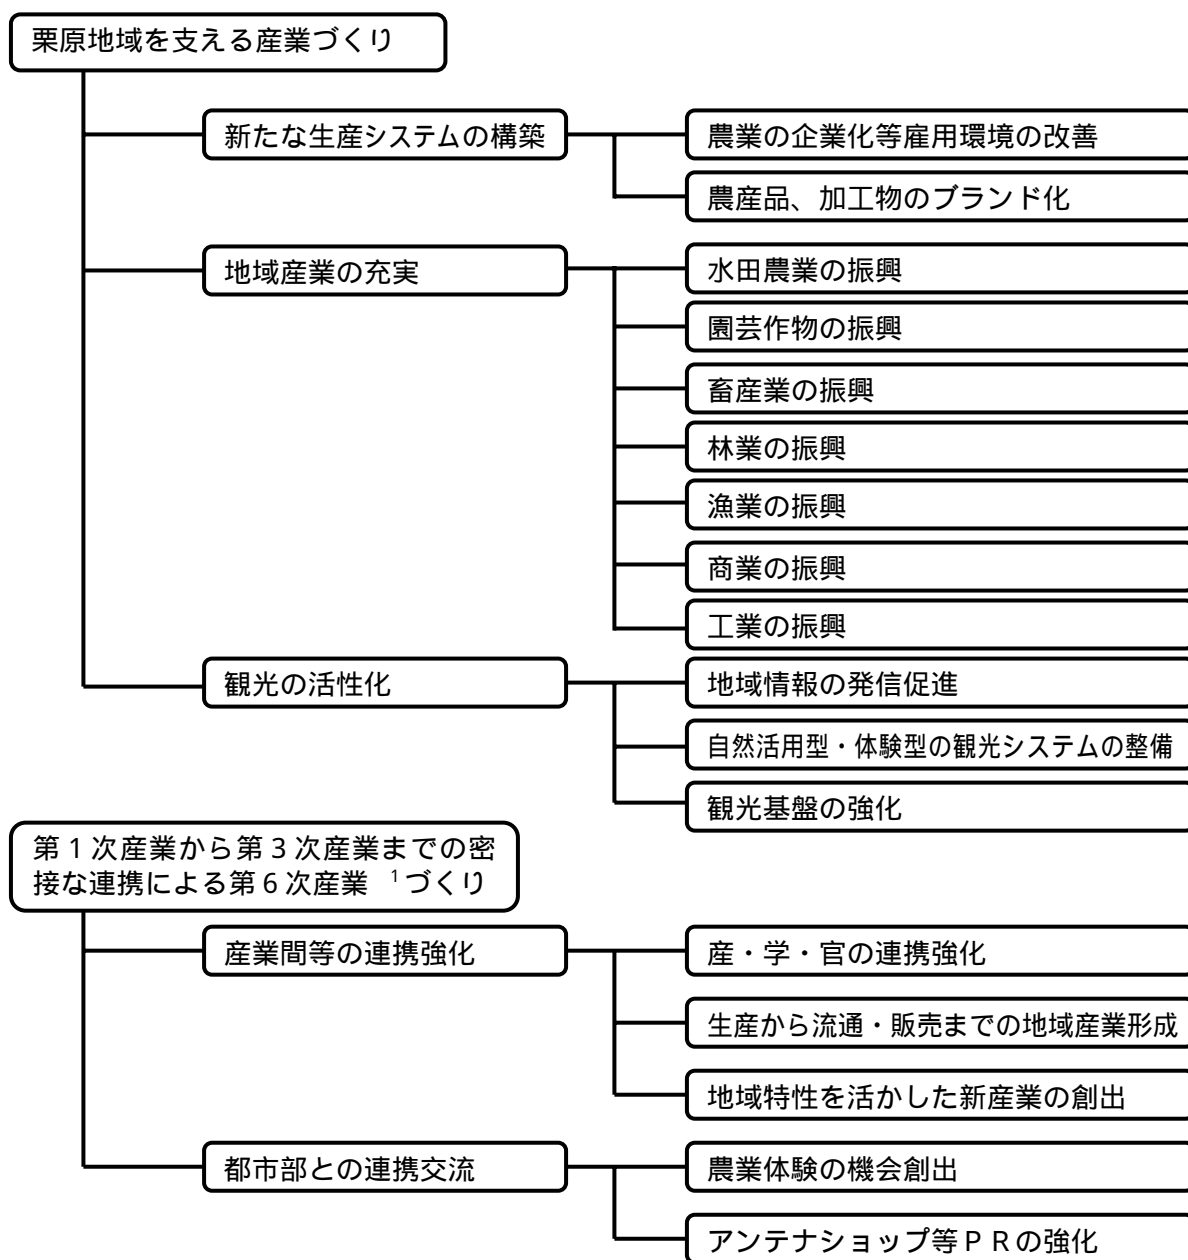 栗原地域を支える産業づくり
新たな生産システムの構築
農業の企業化等雇用環境の改善
農産品、加工物のブランド化
地域産業の充実
水田農業の振興
園芸作物の振興
畜産業の振興
林業の振興
漁業の振興
商業の振興
工業の振興
観光の活性化
地域情報の発信促進
自然活用型・体験型の観光システムの整備
観光基盤の強化
第1次産業から第3次産業までの密
接な連携による第6次産業 1づくり
産業間等の連携強化
産・学・官の連携強化
生産から流通・販売までの地域産業形成
地域特性を活かした新産業の創出
都市部との連携交流
農業体験の機会創出
アンテナショップ等PRの強化